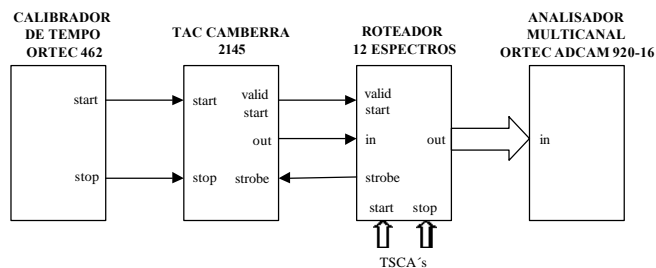 CALIBRADOR
DE TEMPO
ORTEC 462
TAC CAMBERRA
2145
ROTEADOR
12 ESPECTROS
ANALISADOR
MULTICANAL
ORTEC ADCAM 920-16
start
stop
start
stop
valid
start
out
strobe
valid
start
in
strobe
out
start
stop
in
TSCA´s